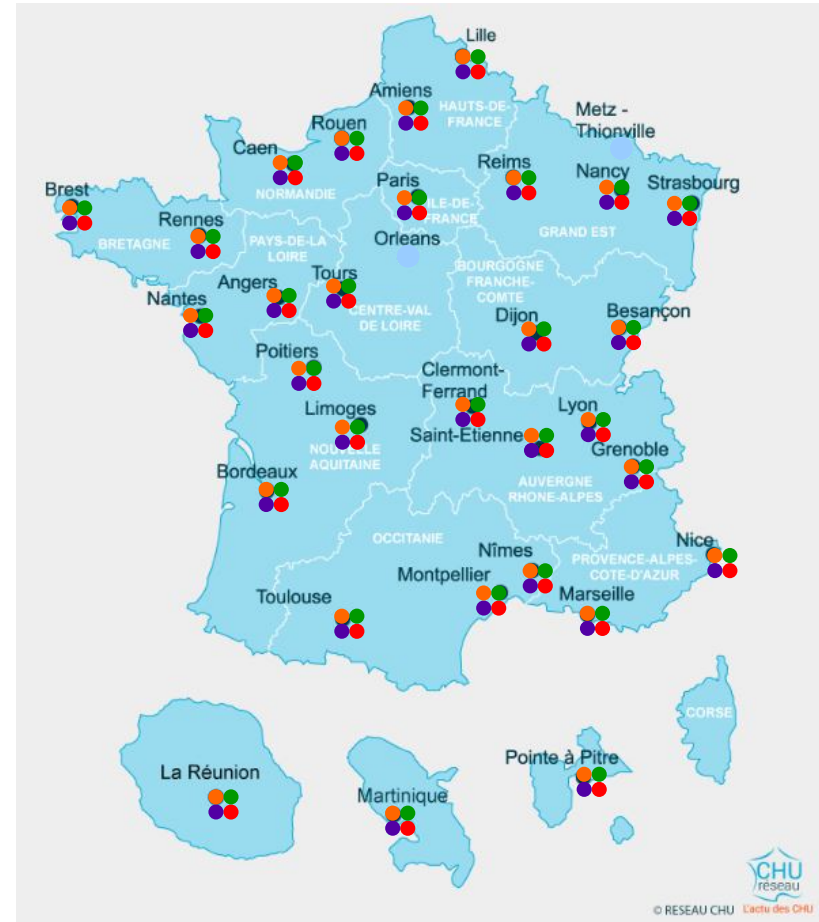 Lille
Amiens
HAUTS-DE-
FRANCE
Metz -
Thionville
Rouen
Caen
Reims
Nancy
Strasbourg
Paris
Brest
NORMANDIE
ILE-DE-
FRANCE
Rennes
GRAND EST
BRETAGNE
PAYS-DE-LA
LOIRE
Orleans
BOURGOGNE
FRANCHE-
COMTE
Angers
Tours
Nantes
CENTRE-VAL
DE LOIRE
Dijon
Besançon
Poitiers
Clermont-
Ferrand
Limoges
Lyon
Saint-Etienne
Grenoble
NOUVELLE
AQUITAINE
Bordeaux
AUVERGNE
RHONE-ALPES
OCCITANIE
Nice
Nîmes
PROVENCE-ALPES-
COTE-D'AZUR
Montpellier
Marseille
Toulouse
CORSE
Pointe à Pitre
La Réunion
Martinique
CHU
réseau
© RESEAU CHU
L'actu des CHU